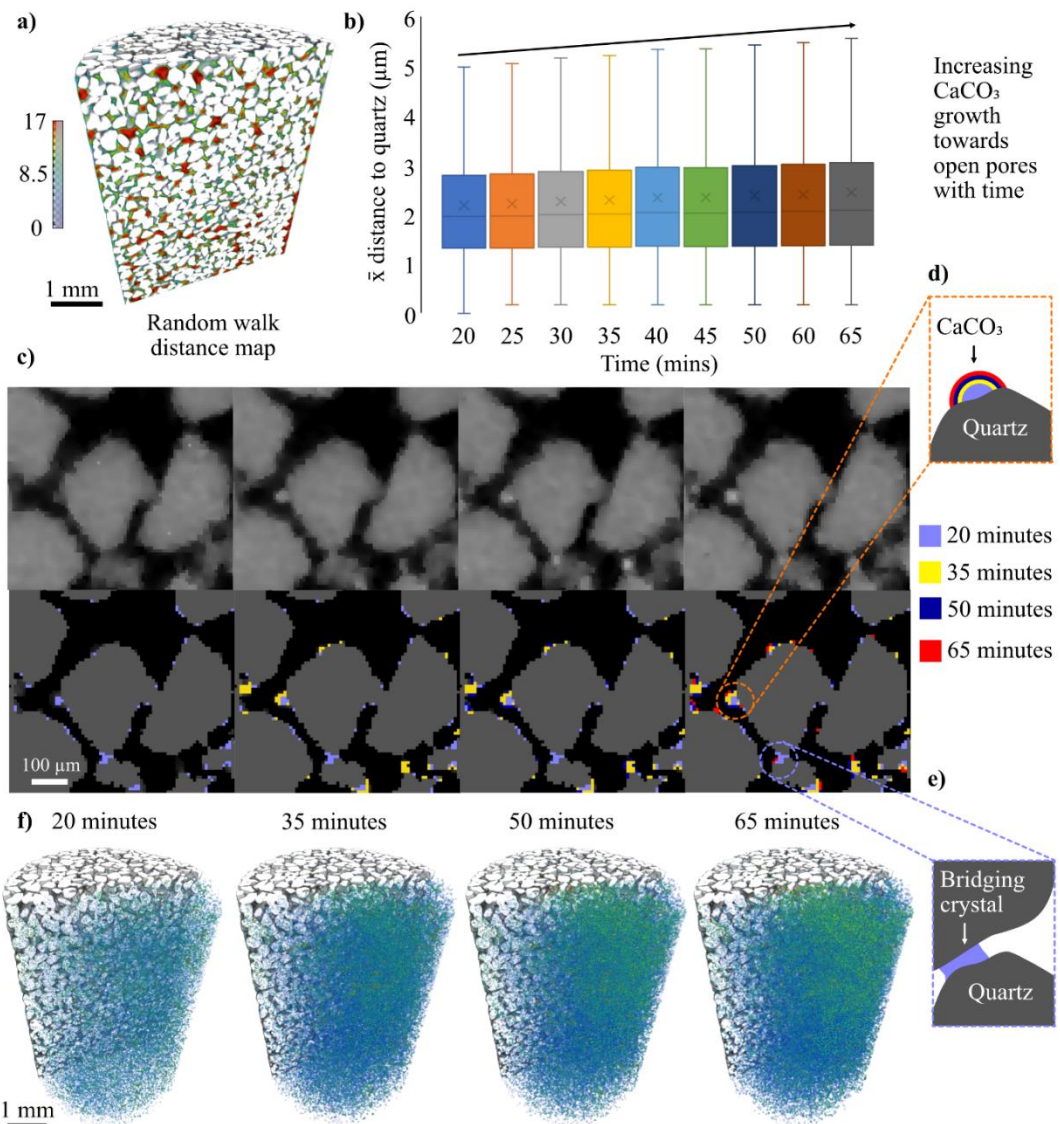 a)
17
8.5
0
1 mm
Random walk
distance map
b)
x̄ distance to quartz (µm)
6
5
4
3
2
1
0
20 25 30 35 40 45 50 60 65
Time (mins)
Increasing
CaCO₃
growth
towards
open pores
with time
c)
100 µm
d)
CaCO₃
Quartz
20 minutes
35 minutes
50 minutes
65 minutes
e)
Bridging
crystal
Quartz
f)
20 minutes 35 minutes 50 minutes 65 minutes
1 mm